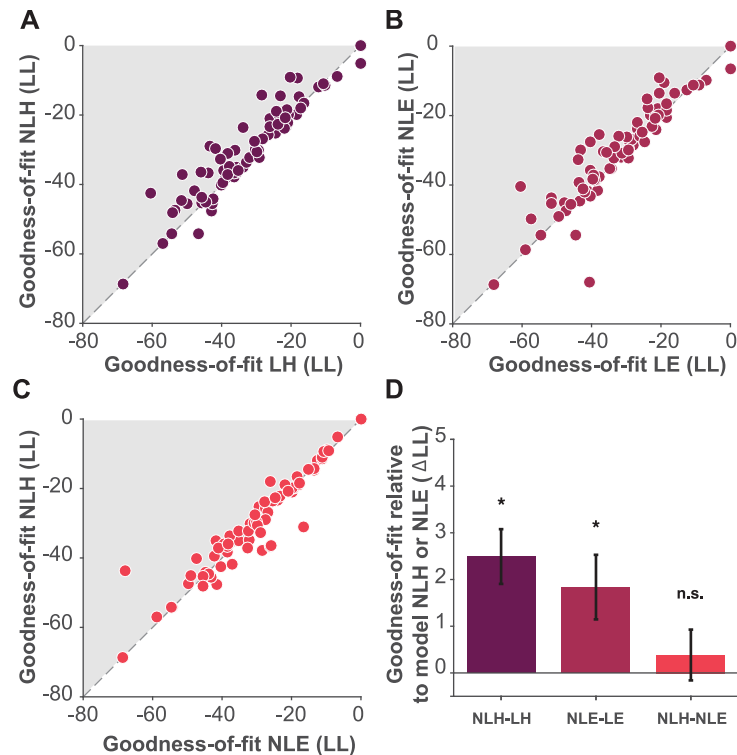 A
Goodness-of-fit NLH (LL)
0
-20
-40
-60
-80
-80 -60 -40 -20 0
Goodness-of-fit LH (LL)
B
Goodness-of-fit NLE (LL)
0
-20
-40
-60
-80
-80 -60 -40 -20 0
Goodness-of-fit LE (LL)
C
Goodness-of-fit NLH (LL)
0
-20
-40
-60
-80
-80 -60 -40 -20 0
Goodness-of-fit NLE (LL)
D
Goodness-of-fit relative
to model NLH or NLE (ΔLL)
5
4
3
2
1
0
*
*
n.s.
NLH-LH NLE-LE NLH-NLE